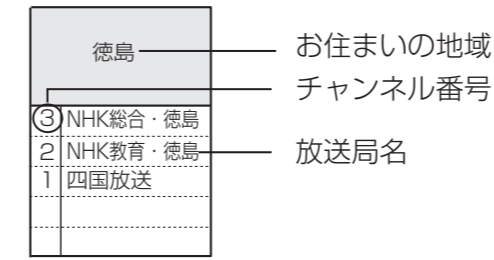 徳島
お住まいの地域
チャンネル番号
③ NHK総合・徳島
2 NHK教育・徳島
放送局名
1 四国放送